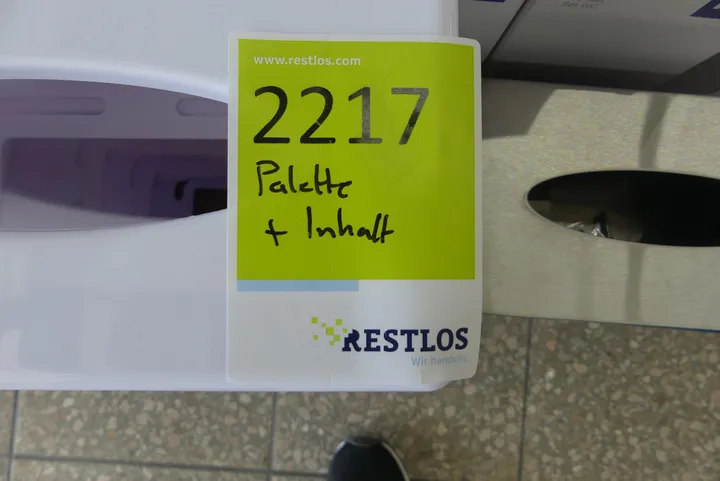 www.restlos.com
2217
Palette
+ Inhalt
RESTLOS
Wir handeln.